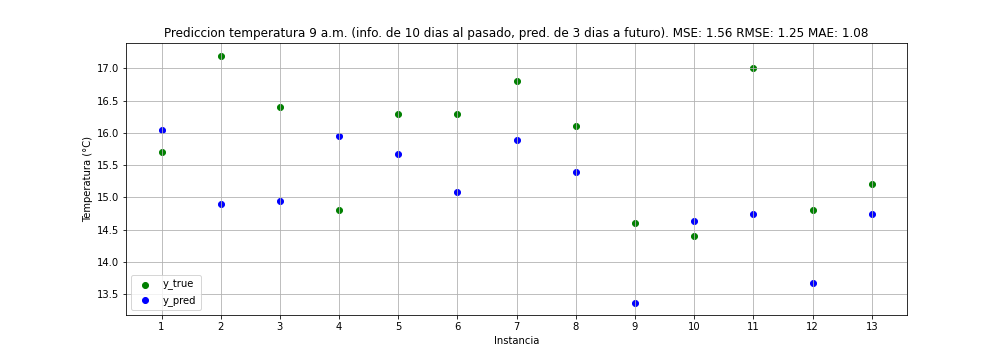 Prediccion temperatura 9 a.m. (info. de 10 dias al pasado, pred. de 3 dias a futuro). MSE: 1.56 RMSE: 1.25 MAE: 1.08
Temperatura (°C)
17.0
16.5
16.0
15.5
15.0
14.5
14.0
13.5
y_true
y_pred
1 2 3 4 5 6 7 8 9 10 11 12 13
Instancia